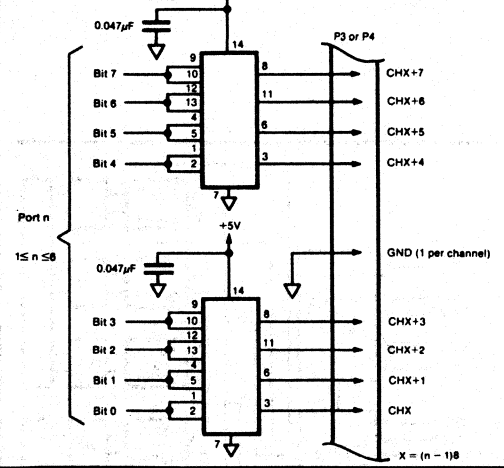 0.047µF
14
P3 or P4
9
Bit 7 10 8 CHX+7
12
Bit 6 13 11 CHX+6
4
Bit 5 5 6 CHX+5
1
Bit 4 2 3 CHX+4
7
Port n
+5V
1≤ n ≤6
GND (1 per channel)
0.047µF
14
9
Bit 3 10 8 CHX+3
12
Bit 2 13 11 CHX+2
4
Bit 1 5 6 CHX+1
1
Bit 0 2 3 CHX
7
X = (n − 1)8